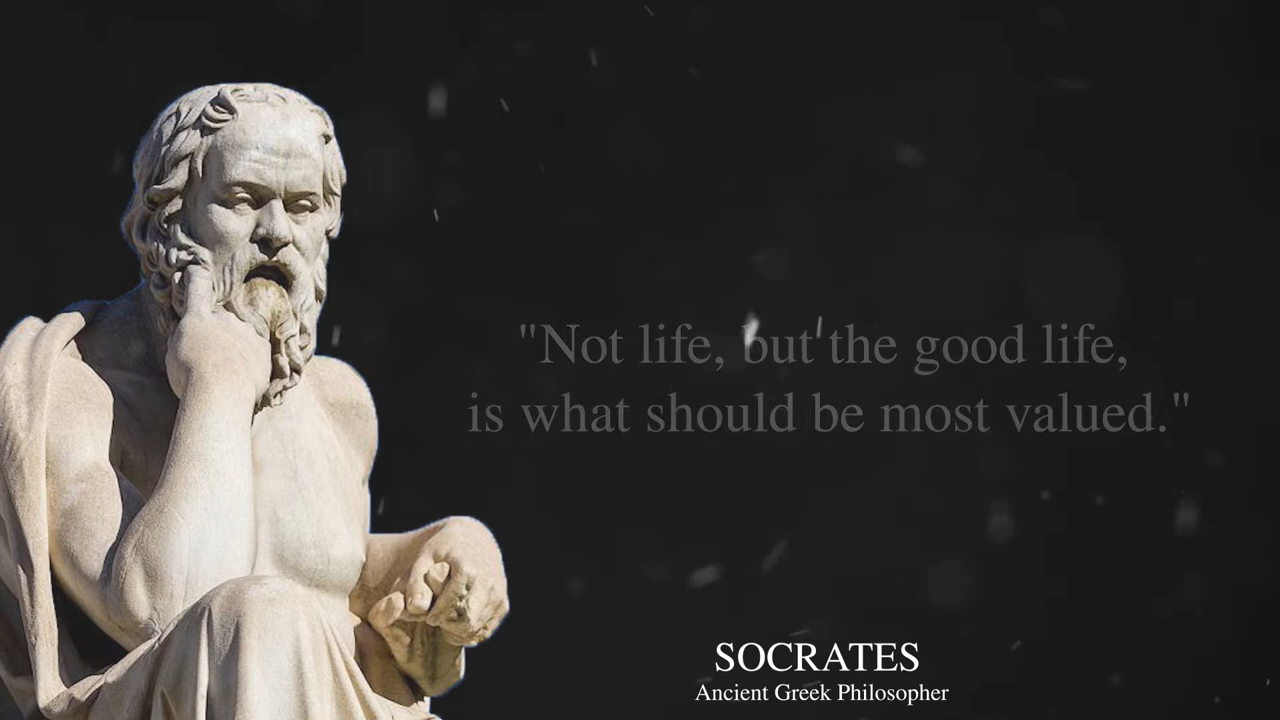 "Not life, but the good life,
is what should be most valued."
SOCRATES
Ancient Greek Philosopher